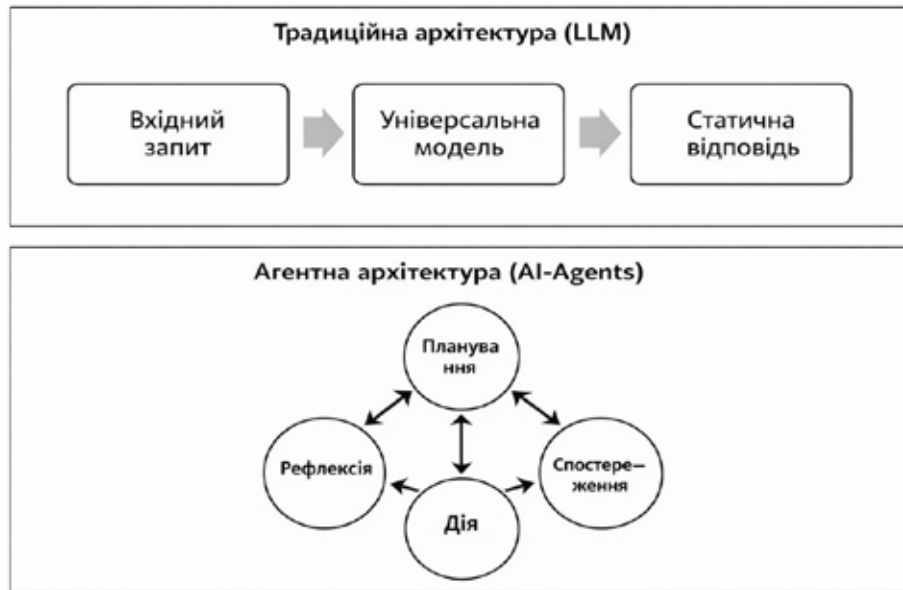 Традиційна архітектура (LLM)
Вхідний
запит
Універсальна
модель
Статична
відповідь
Агентна архітектура (AI-Agents)
Планува
ння
Рефлексія
Спостере—
ження
Дія